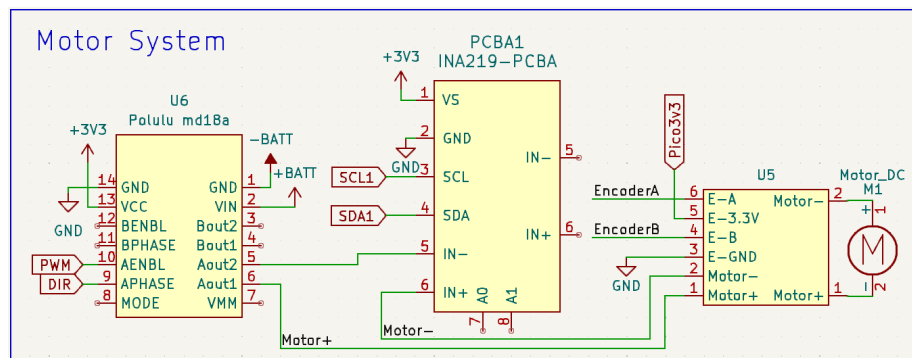 Motor System
U6
Polulu md18a
+3V3
-BATT
+BATT
GND
14 GND
13 VCC
12 BENBL
11 BPHASE
10 AENBL
9 APHASE
8 MODE
GND 1
VIN 2
Bout2 3
Bout1 4
Aout2 5
Aout1 6
VMM 7
PWM
DIR
Motor+
PCBA1
INA219-PCBA
+3V3
GND
SCL1
SDA1
1 VS
2 GND
3 SCL
4 SDA
5 IN-
6 IN+
IN- 5
IN+ 6
A0 7
A1 8
Motor-
Pico3v3
EncoderA
EncoderB
GND
U5
6 E-A
5 E-3.3V
4 E-B
3 E-GND
2 Motor-
1 Motor+
Motor- 2
Motor+ 1
Motor_DC
M1
+ 1
M
- 2